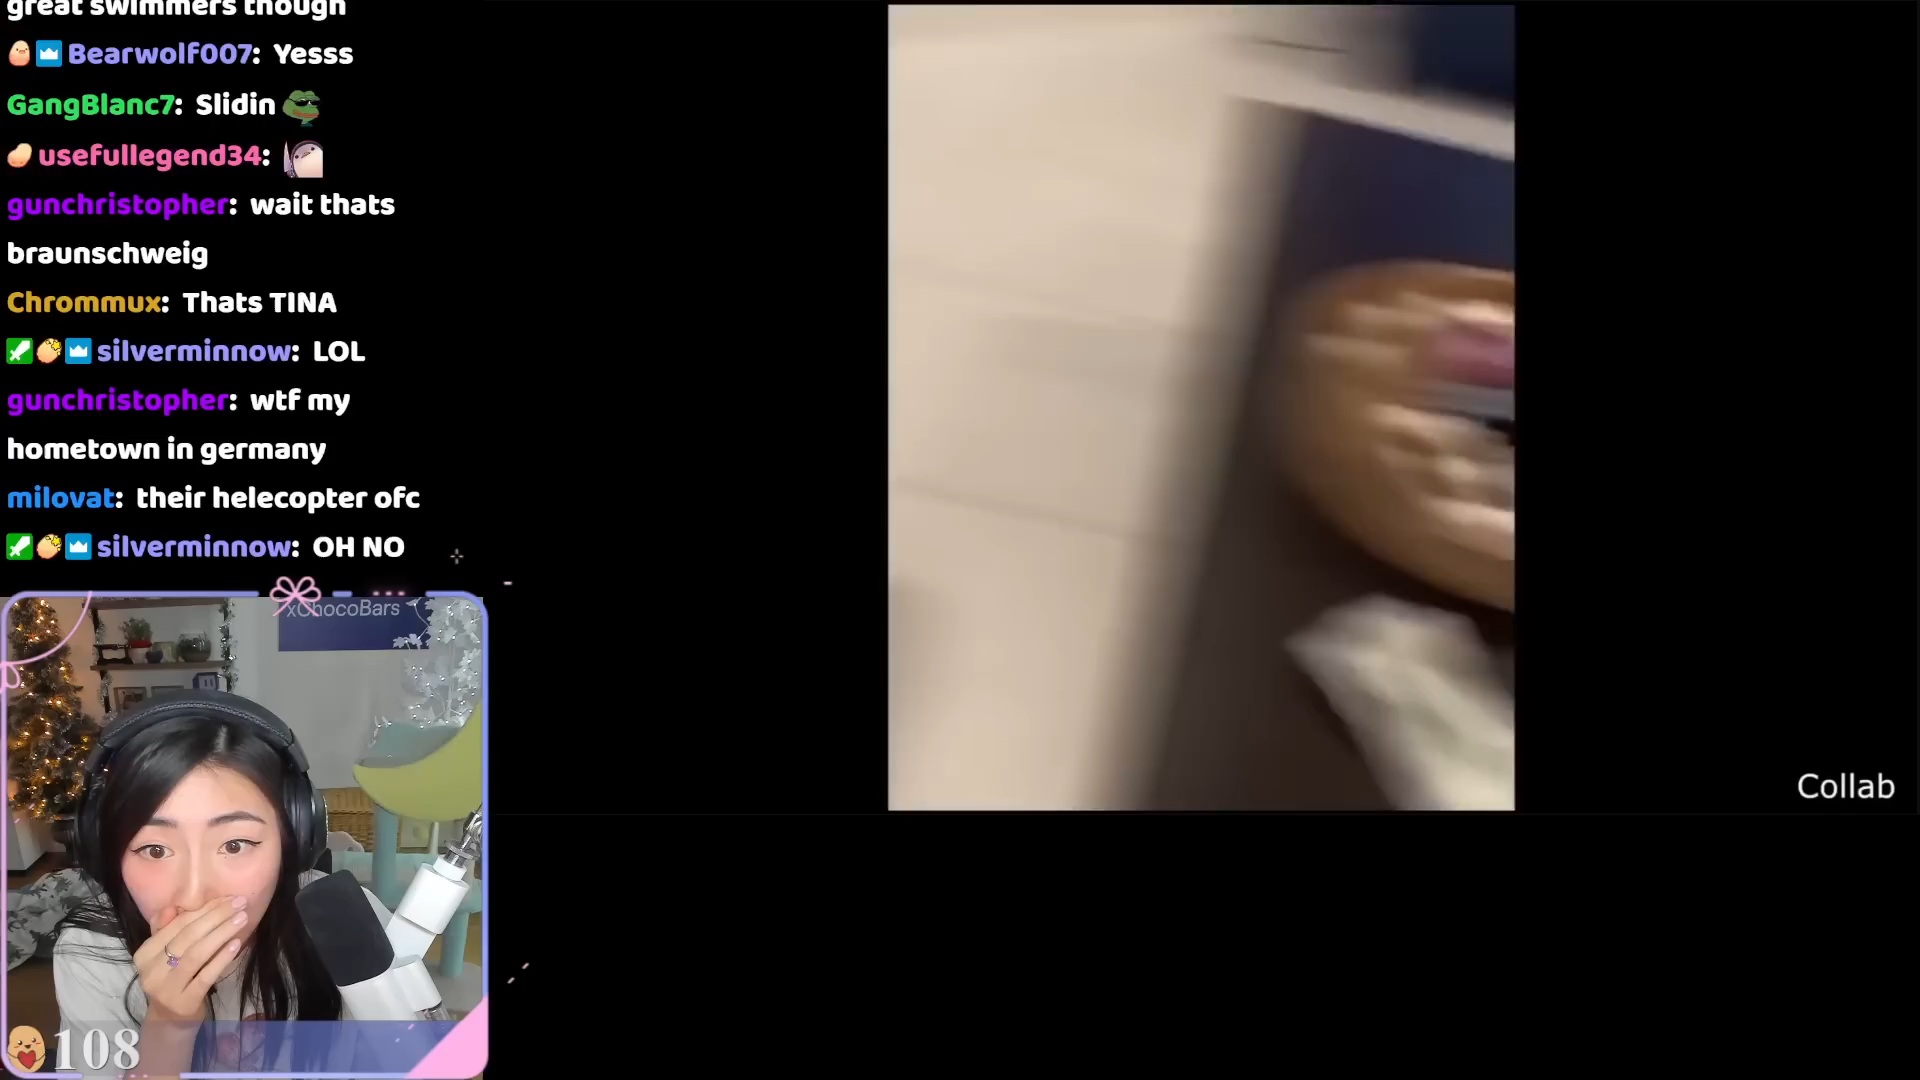 great swimmers though
Bearwolf007: Yesss
GangBlanc7: Slidin
usefullegend34:
gunchristopher: wait thats
braunschweig
Chrommux: Thats TINA
silverminnow: LOL
gunchristopher: wtf my
hometown in germany
milovat: their helecopter ofc
silverminnow: OH NO
xChocoBars
108
Collab